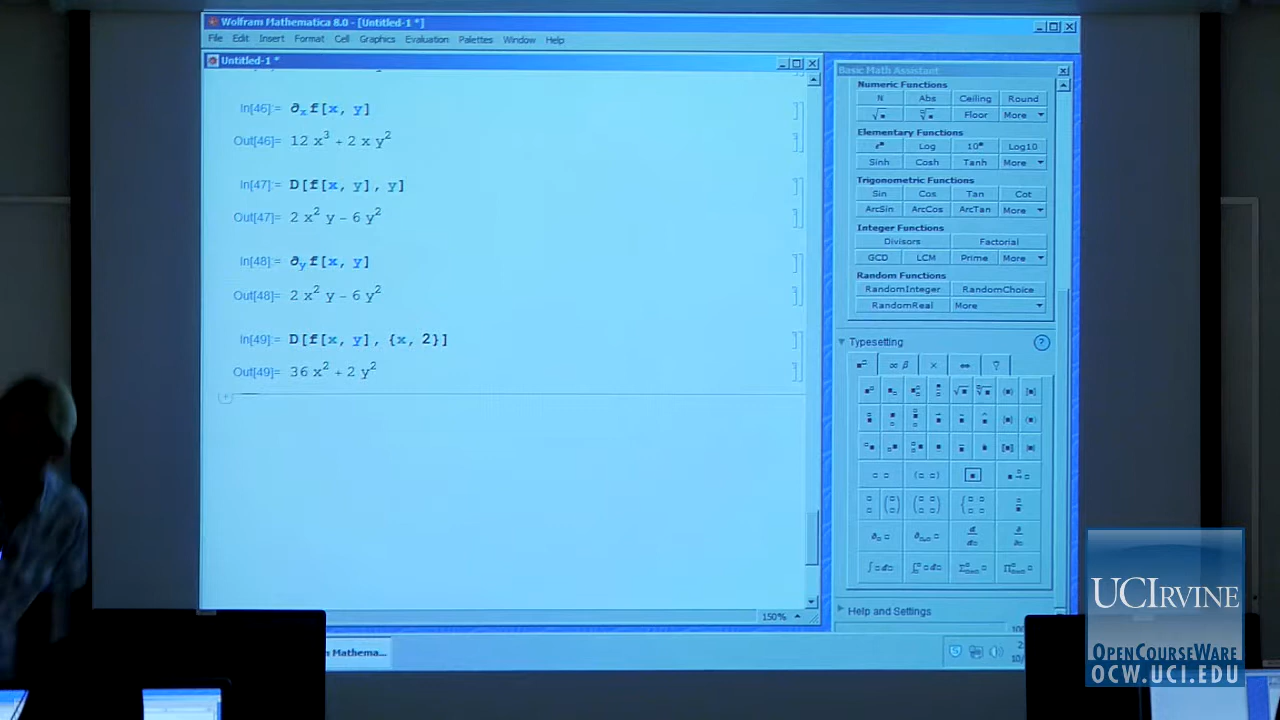 Wolfram Mathematica 8.0 - [Untitled-1 *]
File Edit Insert Format Cell Graphics Evaluation Palettes Window Help
Untitled-1 *
In[46]:= ∂x f[x, y]
Out[46]= 12 x³ + 2 x y²
In[47]:= D[f[x, y], y]
Out[47]= 2 x² y - 6 y²
In[48]:= ∂y f[x, y]
Out[48]= 2 x² y - 6 y²
In[49]:= D[f[x, y], {x, 2}]
Out[49]= 36 x² + 2 y²
150%
Basic Math Assistant
Numeric Functions
N Abs Ceiling Round
Floor More
Elementary Functions
Log Log10
Sinh Cosh Tanh More
Trigonometric Functions
Sin Cos Tan Cot
ArcSin ArcCos ArcTan More
Integer Functions
Divisors Factorial
GCD LCM Prime More
Random Functions
RandomInteger RandomChoice
RandomReal More
Typesetting
Help and Settings
Mathema...
UCIRVINE
OPENCOURSEWARE
OCW.UCI.EDU